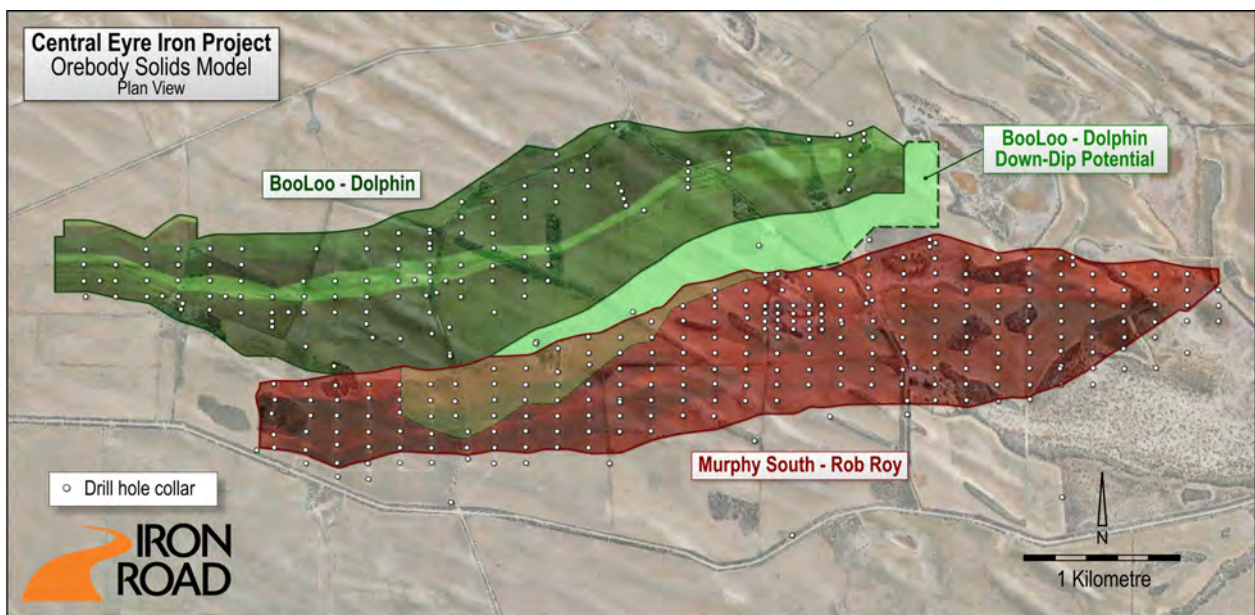 Central Eyre Iron Project
Orebody Solids Model
Plan View
BooLoo - Dolphin
Down-Dip Potential
BooLoo - Dolphin
Murphy South - Rob Roy
Drill hole collar
IRON
ROAD
N
1 Kilometre